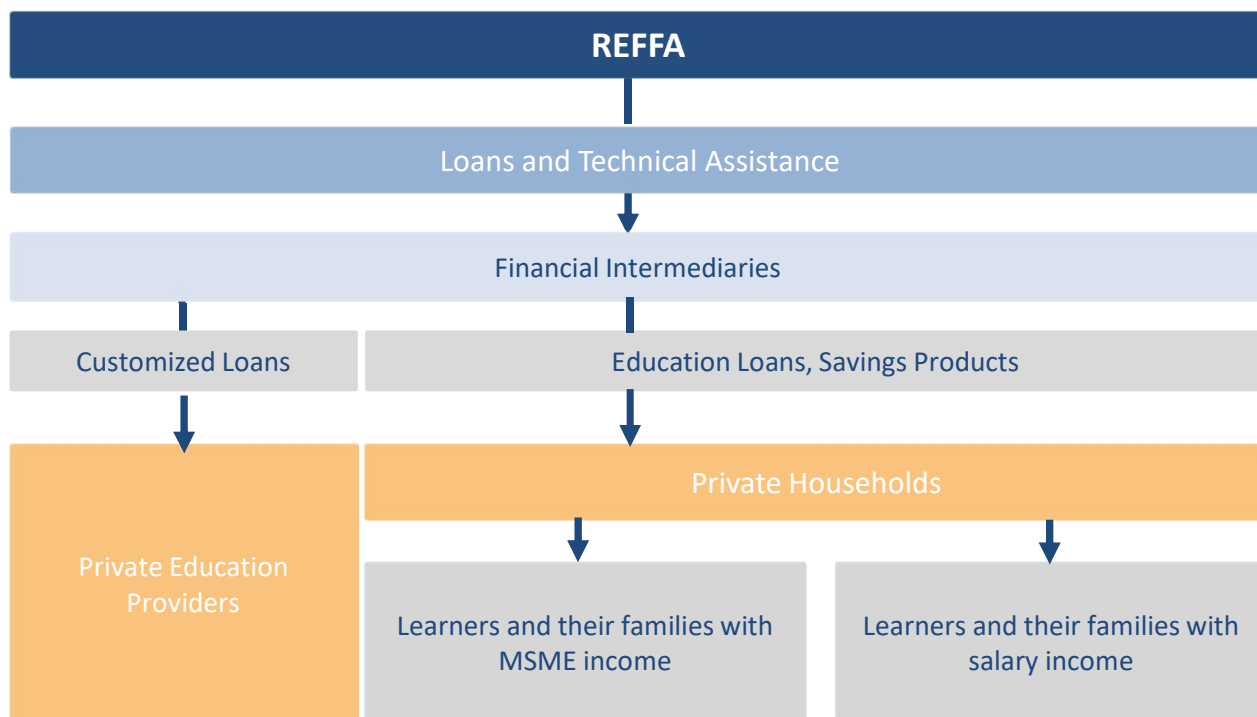 REFFA
Loans and Technical Assistance
Financial Intermediaries
Customized Loans
Education Loans, Savings Products
Private Education
Providers
Private Households
Learners and their families with
MSME income
Learners and their families with
salary income